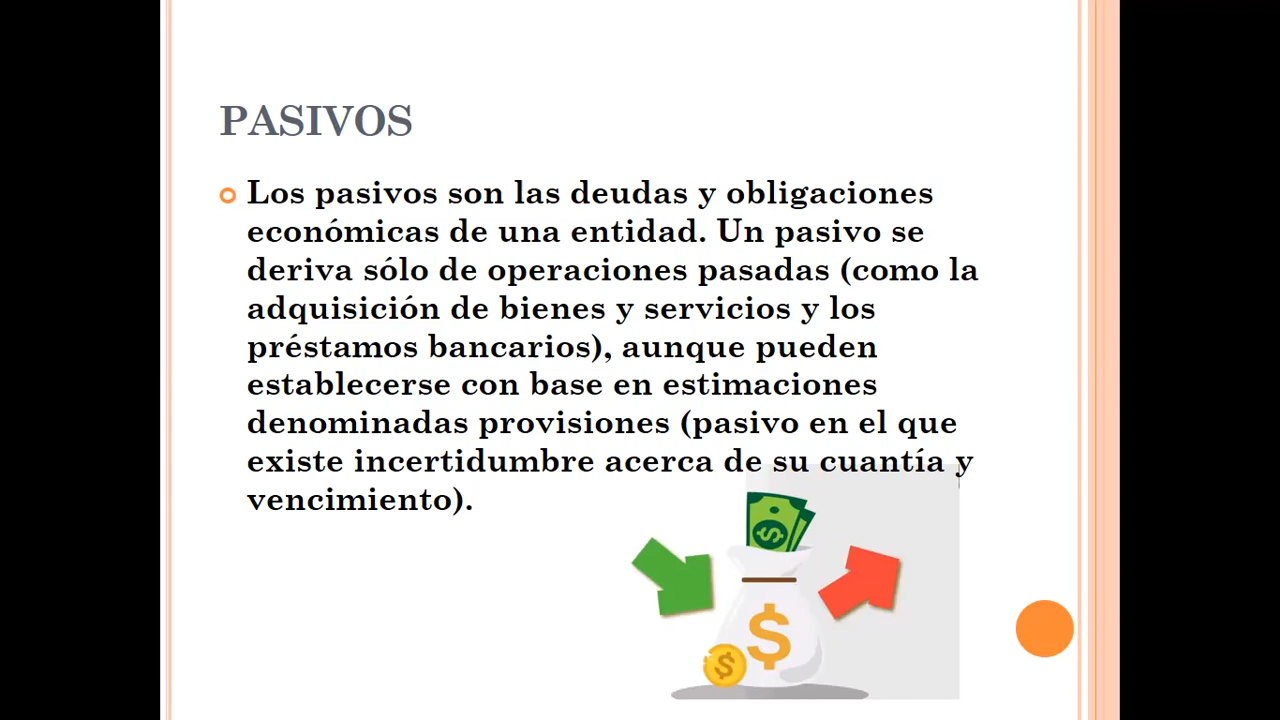 PASIVOS
Los pasivos son las deudas y obligaciones
económicas de una entidad. Un pasivo se
deriva sólo de operaciones pasadas (como la
adquisición de bienes y servicios y los
préstamos bancarios), aunque pueden
establecerse con base en estimaciones
denominadas provisiones (pasivo en el que
existe incertidumbre acerca de su cuantía y
vencimiento).
$
$
$